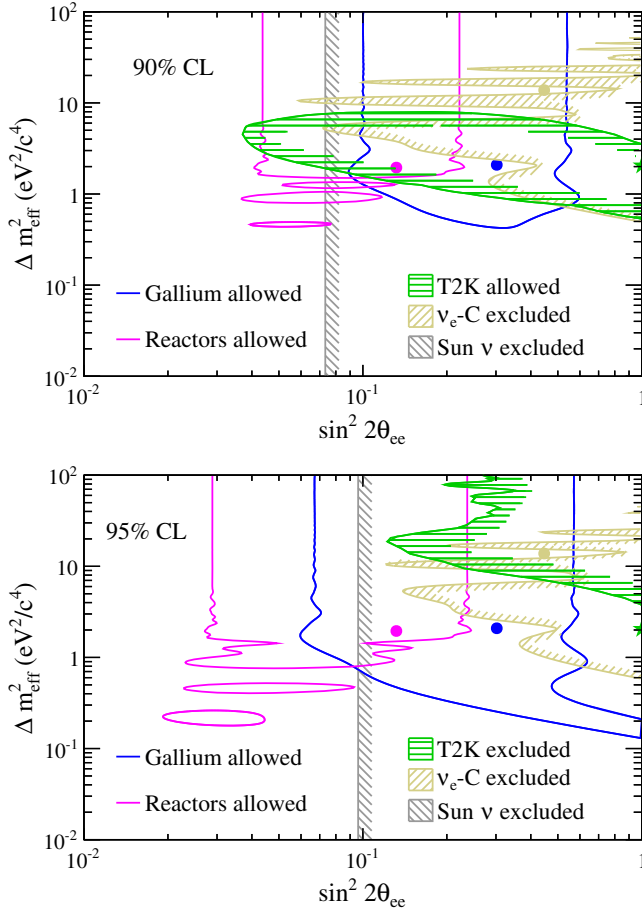 10²
90% CL
10
1
10⁻¹
10⁻²
Δ m²eff (eV²/c⁴)
Gallium allowed
Reactors allowed
T2K allowed
νe-C excluded
Sun ν excluded
10⁻² 10⁻¹ 1
sin² 2θee
10²
95% CL
10
1
10⁻¹
10⁻²
Δ m²eff (eV²/c⁴)
Gallium allowed
Reactors allowed
T2K excluded
νe-C excluded
Sun ν excluded
10⁻² 10⁻¹ 1
sin² 2θee